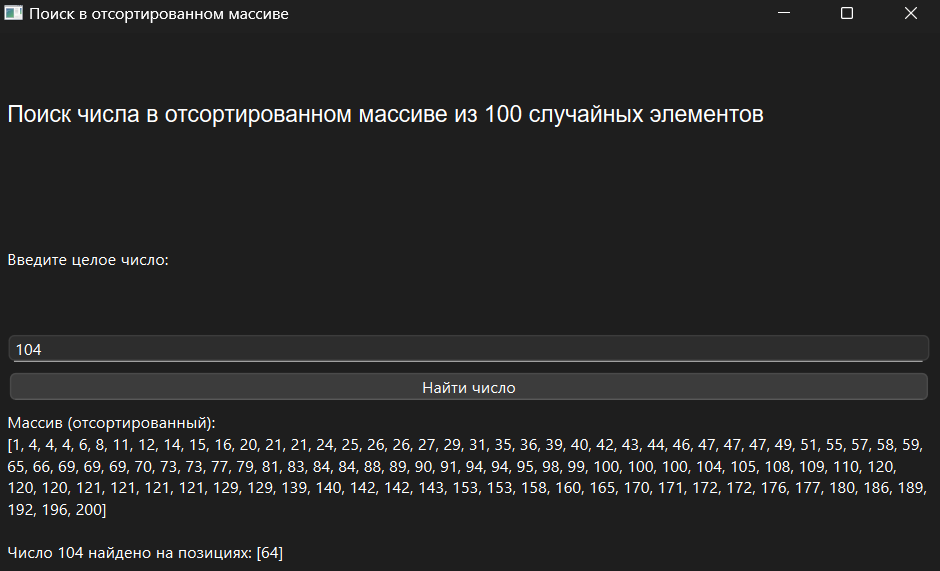 Поиск в отсортированном массиве
Поиск числа в отсортированном массиве из 100 случайных элементов
Введите целое число:
104
Найти число
Массив (отсортированный):
[1, 4, 4, 4, 6, 8, 11, 12, 14, 15, 16, 20, 21, 21, 24, 25, 26, 26, 27, 29, 31, 35, 36, 39, 40, 42, 43, 44, 46, 47, 47, 47, 49, 51, 55, 57, 58, 59,
65, 66, 69, 69, 69, 70, 73, 73, 77, 79, 81, 83, 84, 84, 88, 89, 90, 91, 94, 94, 95, 98, 99, 100, 100, 100, 104, 105, 108, 109, 110, 120,
120, 120, 121, 121, 121, 121, 129, 129, 139, 140, 142, 142, 143, 153, 153, 158, 160, 165, 170, 171, 172, 172, 176, 177, 180, 186, 189,
192, 196, 200]
Число 104 найдено на позициях: [64]